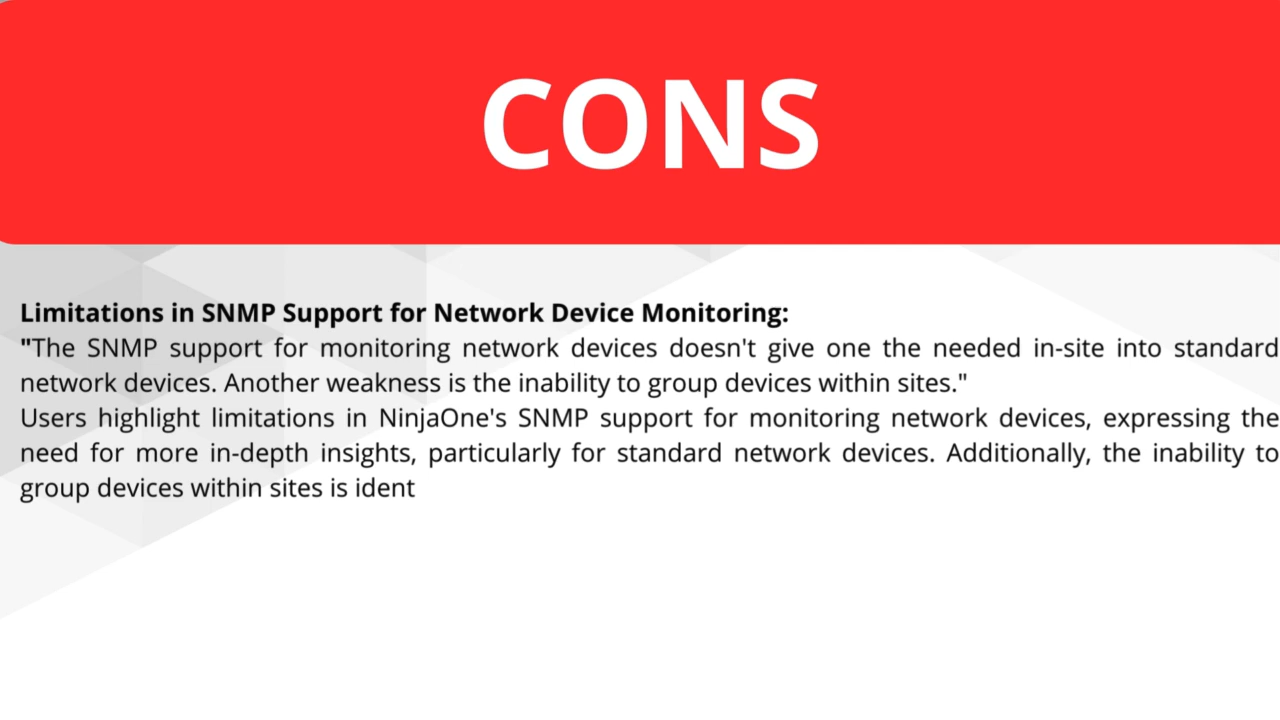 CONS
Limitations in SNMP Support for Network Device Monitoring:
"The SNMP support for monitoring network devices doesn't give one the needed in-site into standard
network devices. Another weakness is the inability to group devices within sites."
Users highlight limitations in NinjaOne's SNMP support for monitoring network devices, expressing the
need for more in-depth insights, particularly for standard network devices. Additionally, the inability to
group devices within sites is ident